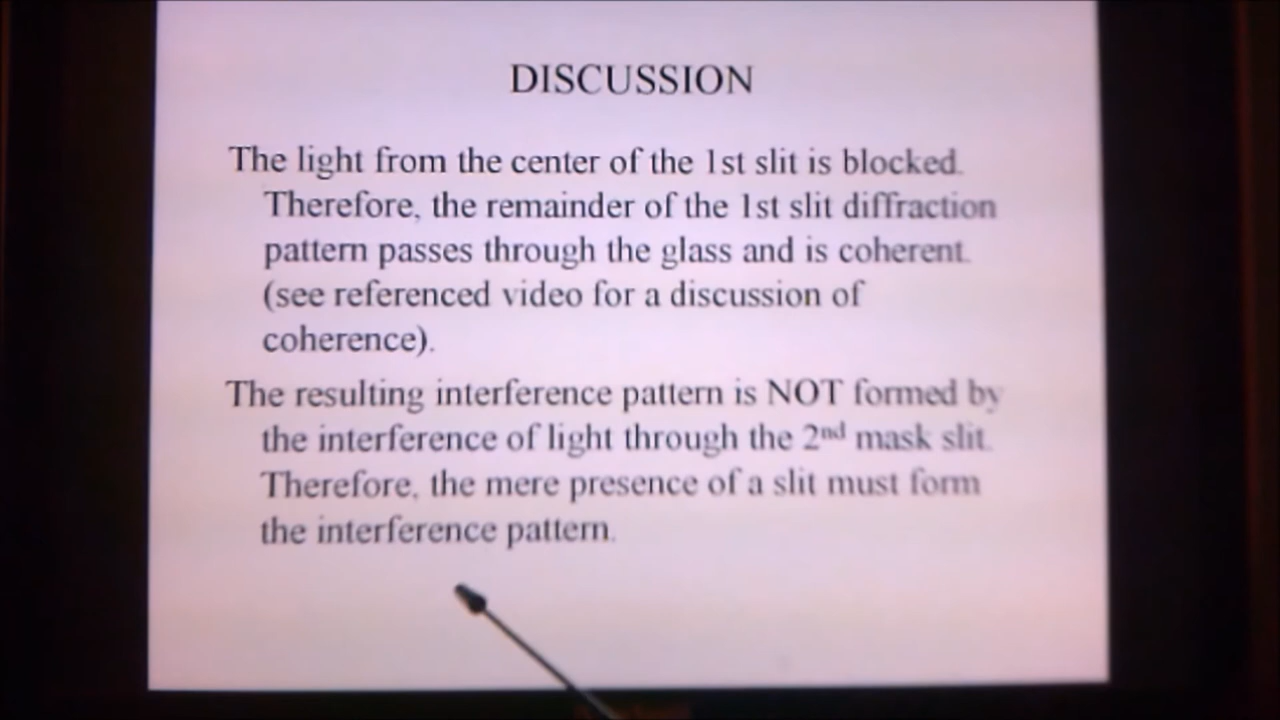 DISCUSSION
The light from the center of the 1st slit is blocked.
Therefore, the remainder of the 1st slit diffraction
pattern passes through the glass and is coherent.
(see referenced video for a discussion of
coherence).
The resulting interference pattern is NOT formed by
the interference of light through the 2nd mask slit.
Therefore, the mere presence of a slit must form
the interference pattern.